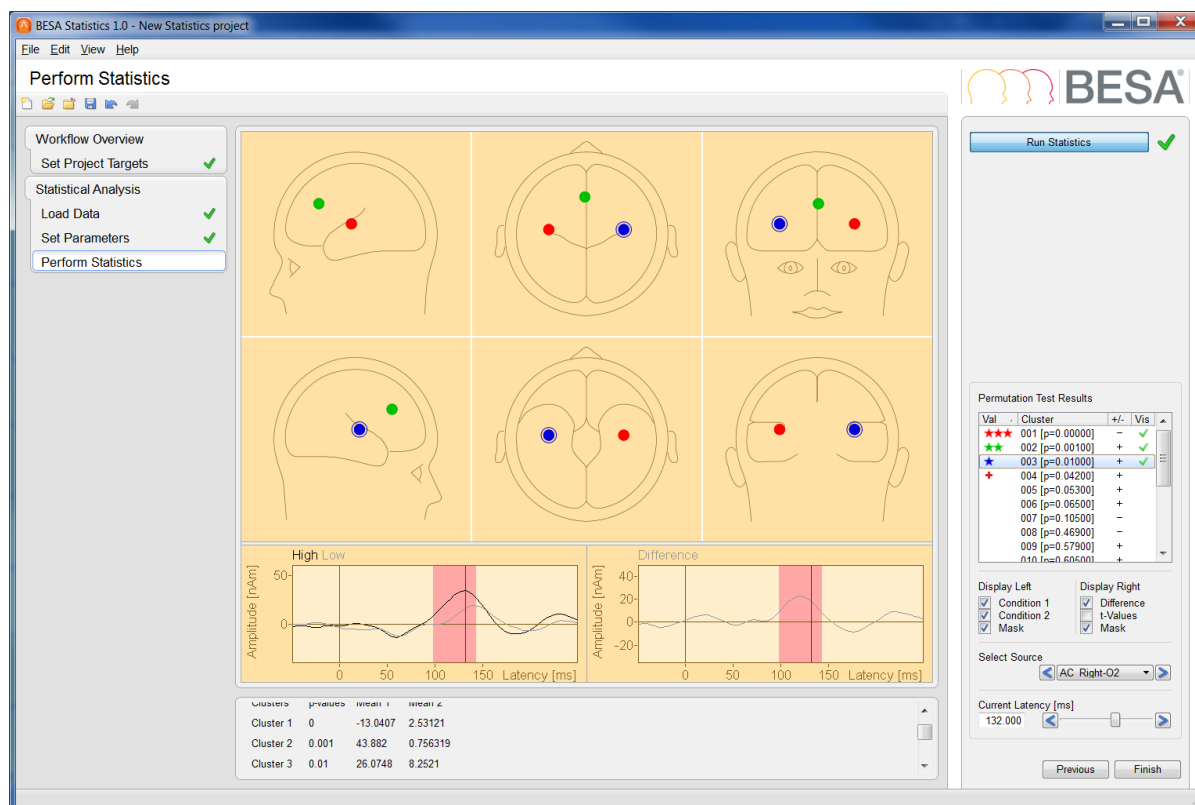 BESA Statistics 1.0 - New Statistics project
File Edit View Help
Perform Statistics
BESA®
Workflow Overview
Set Project Targets
Statistical Analysis
Load Data
Set Parameters
Perform Statistics
Run Statistics
High Low
Amplitude [nAm]
50
0
0 50 100 150 Latency [ms]
Difference
Amplitude [nAm]
40
20
0
-20
0 50 100 150 Latency [ms]
Clusters p-values Mean 1 Mean 2
Cluster 1 0 -13.0407 2.53121
Cluster 2 0.001 43.882 0.756319
Cluster 3 0.01 26.0748 8.2521
Permutation Test Results
Val Cluster +/- Vis
001 [p=0.00000] −
002 [p=0.00100] +
003 [p=0.01000] +
004 [p=0.04200] +
005 [p=0.05300] +
006 [p=0.06500] +
007 [p=0.10500] −
008 [p=0.46900] −
009 [p=0.57900] +
010 [p=0.60500] +
Display Left Display Right
Condition 1 Difference
Condition 2 t-Values
Mask Mask
Select Source
AC_Right-O2
Current Latency [ms]
132.000
Previous Finish